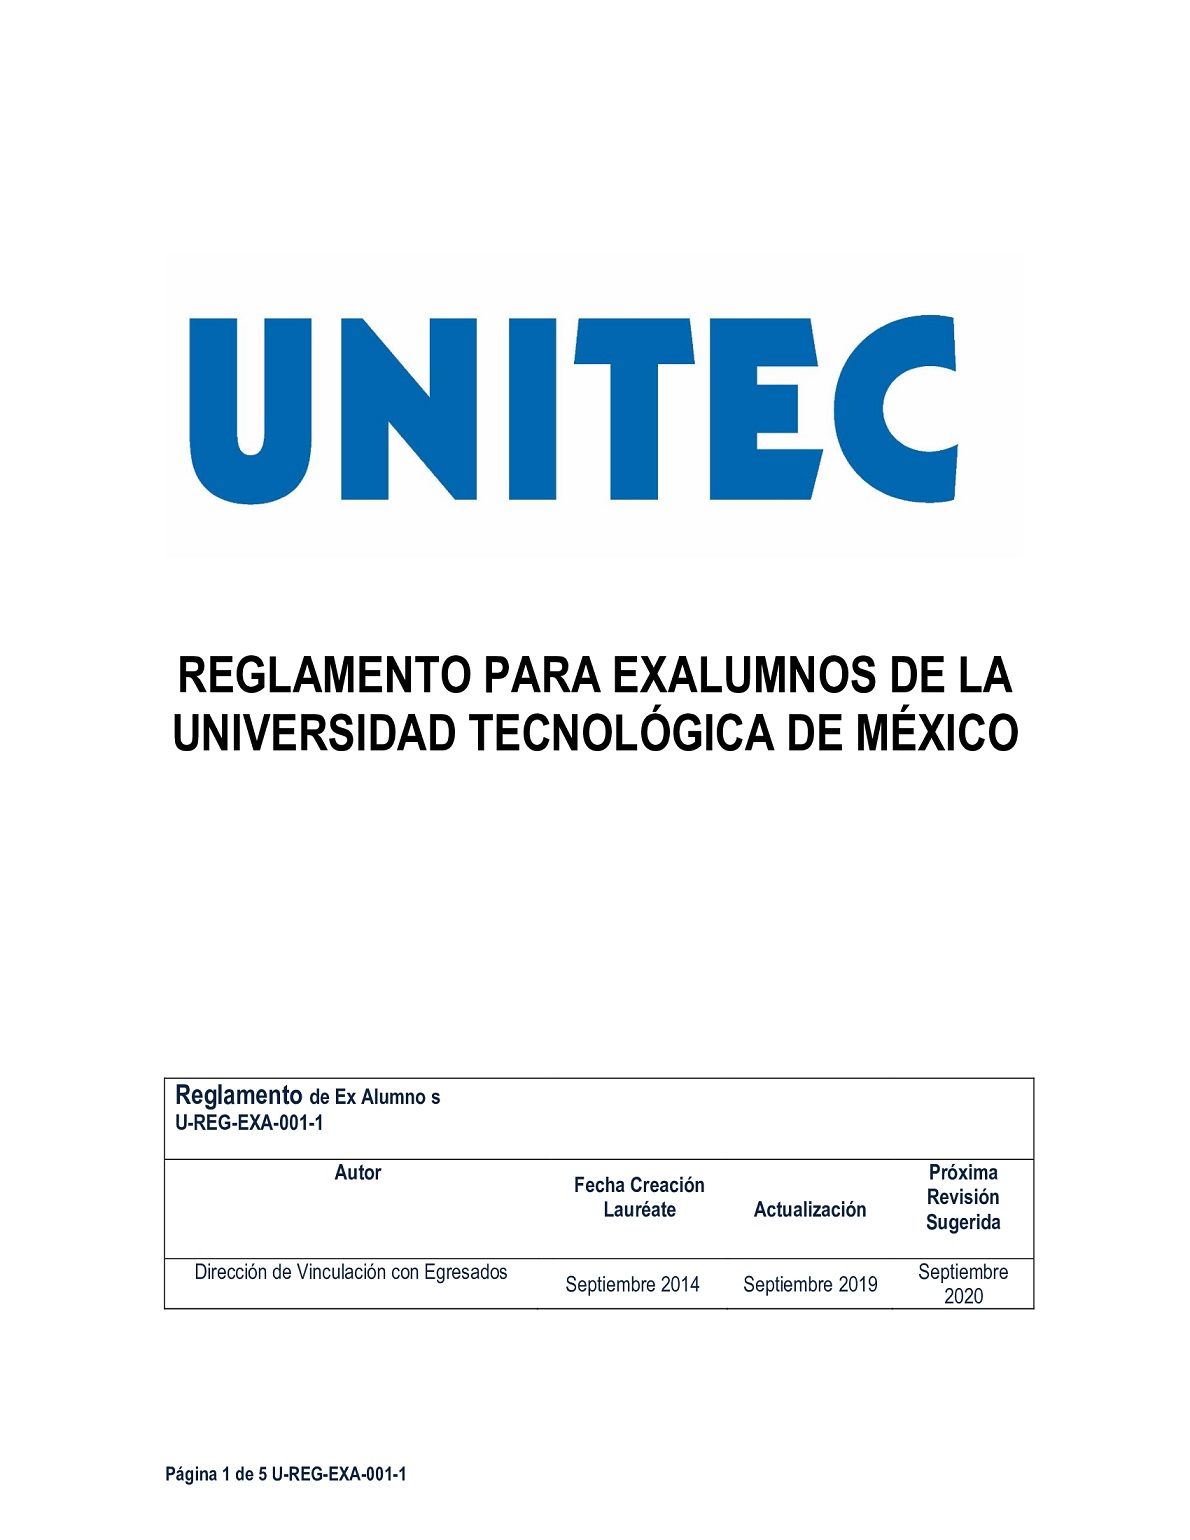 UNITEC
REGLAMENTO PARA EXALUMNOS DE LA
UNIVERSIDAD TECNOLÓGICA DE MÉXICO
Reglamento de Ex Alumno s
U-REG-EXA-001-1
Autor
Fecha Creación
Lauréate
Actualización
Próxima
Revisión
Sugerida
Dirección de Vinculación con Egresados
Septiembre 2014
Septiembre 2019
Septiembre
2020
Página 1 de 5 U-REG-EXA-001-1